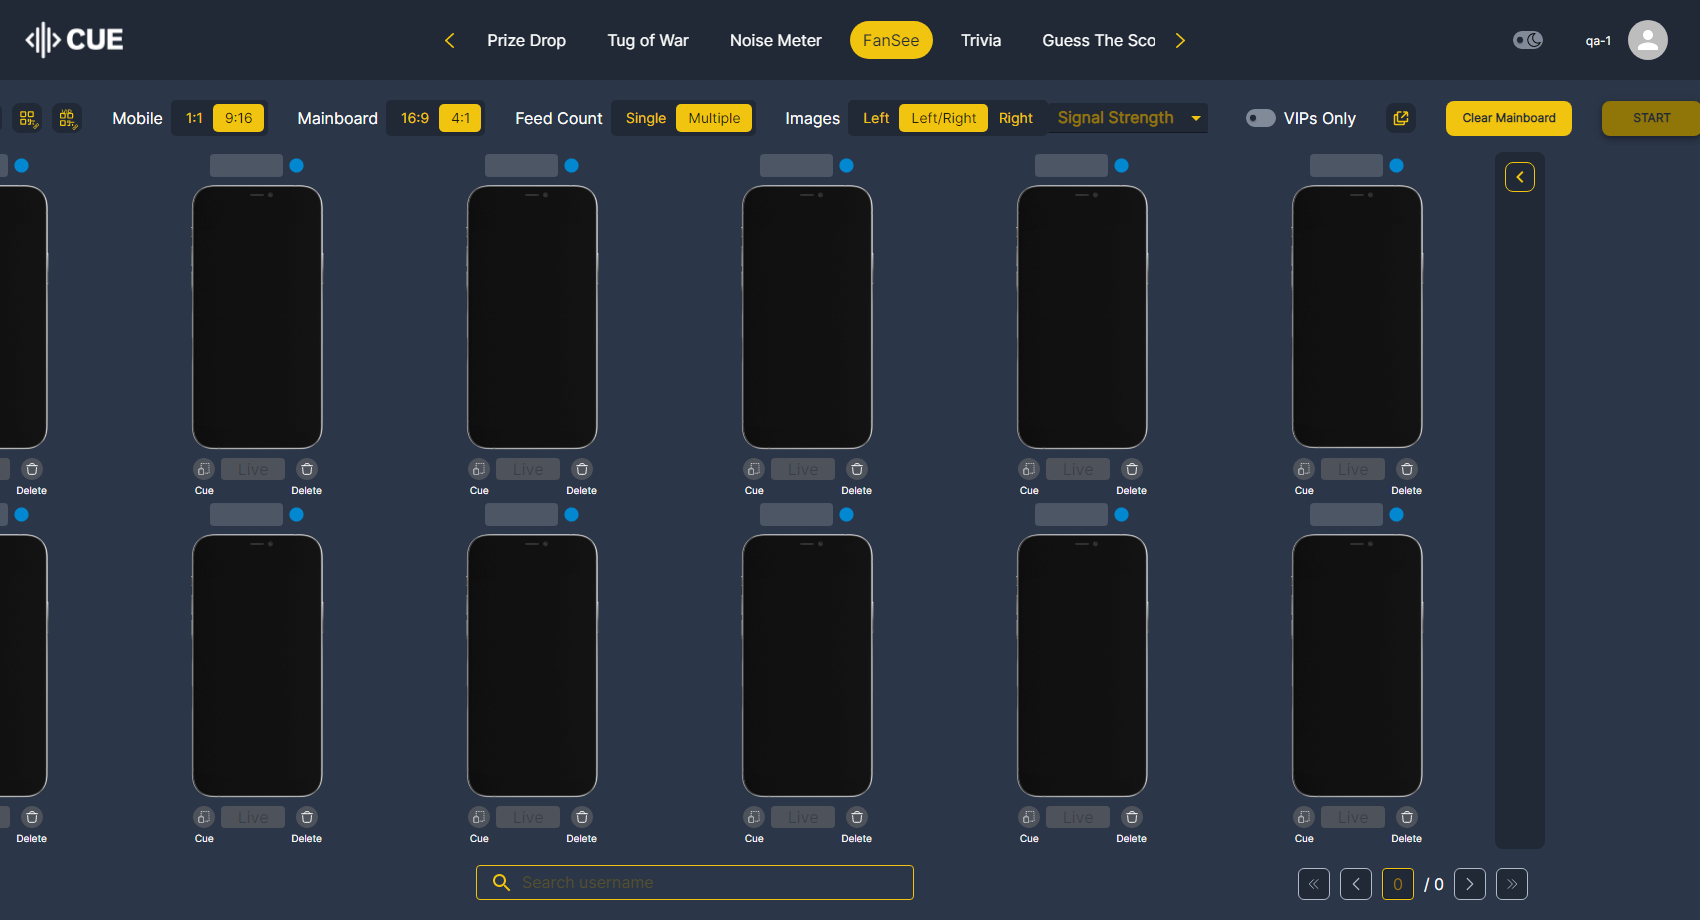 CUE
Prize Drop Tug of War Noise Meter FanSee Trivia Guess The Sco
qa-1
Mobile 1:1 9:16 Mainboard 16:9 4:1 Feed Count Single Multiple Images Left Left/Right Right Signal Strength VIPs Only Clear Mainboard START
Live Live Live Live Live
Delete Cue Delete Cue Delete Cue Delete Cue Delete Cue Delete
Live Live Live Live Live
Delete Cue Delete Cue Delete Cue Delete Cue Delete Cue Delete
Search username
0 / 0